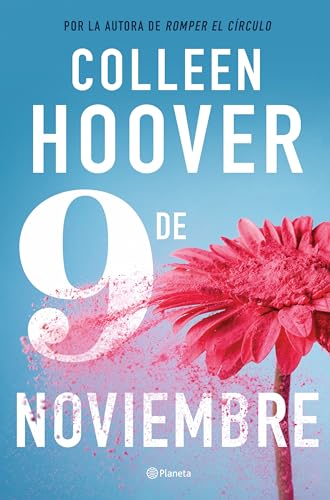 POR LA AUTORA DE ROMPER EL CÍRCULO
COLLEEN
HOOVER
9 DE
NOVIEMBRE
Planeta